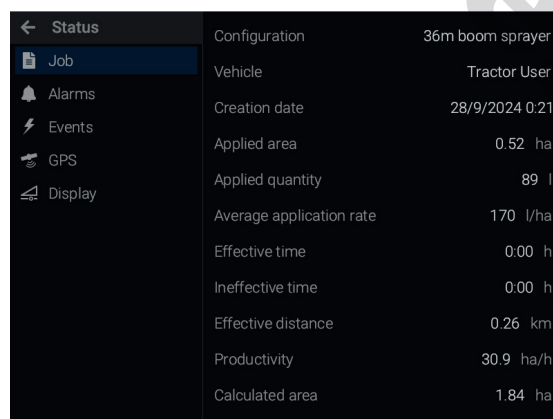 Status
Job
Alarms
Events
GPS
Display
Configuration 36m boom sprayer
Vehicle Tractor User
Creation date 28/9/2024 0:21
Applied area 0.52 ha
Applied quantity 89 l
Average application rate 170 l/ha
Effective time 0:00 h
Ineffective time 0:00 h
Effective distance 0.26 km
Productivity 30.9 ha/h
Calculated area 1.84 ha